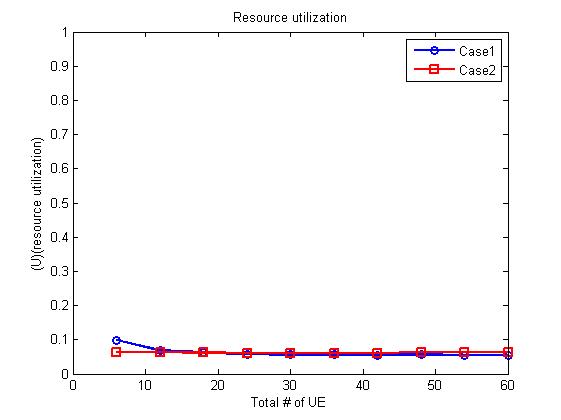 Resource utilization
Case1
Case2
(U)(resource utilization)
1
0.9
0.8
0.7
0.6
0.5
0.4
0.3
0.2
0.1
0
0 10 20 30 40 50 60
Total # of UE